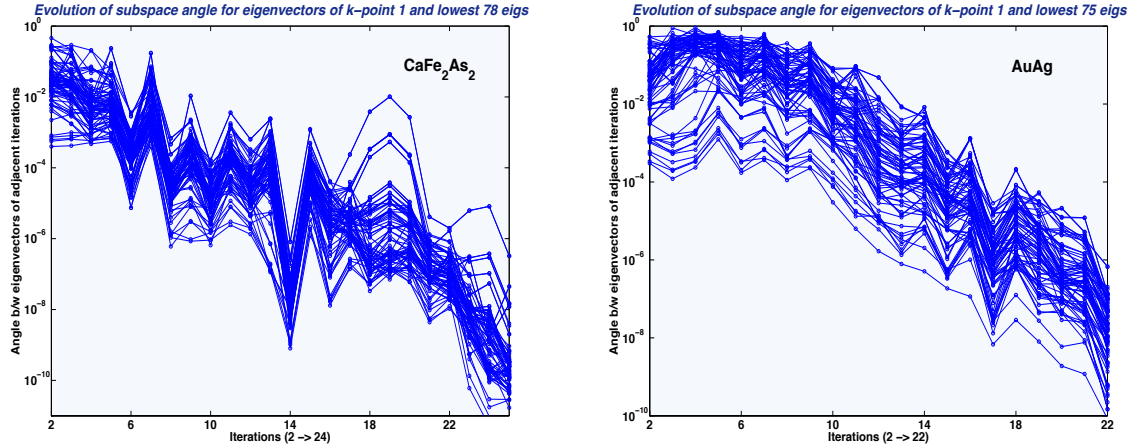 Evolution of subspace angle for eigenvectors of k−point 1 and lowest 78 eigs
10^0
10^−2
10^−4
10^−6
10^−8
10^−10
Angle b/w eigenvectors of adjacent iterations
CaFe2As2
2 6 10 14 18 22
Iterations (2 −> 24)
Evolution of subspace angle for eigenvectors of k−point 1 and lowest 75 eigs
10^0
10^−2
10^−4
10^−6
10^−8
10^−10
Angle b/w eigenvectors of adjacent iterations
AuAg
2 6 10 14 18 22
Iterations (2 −> 22)